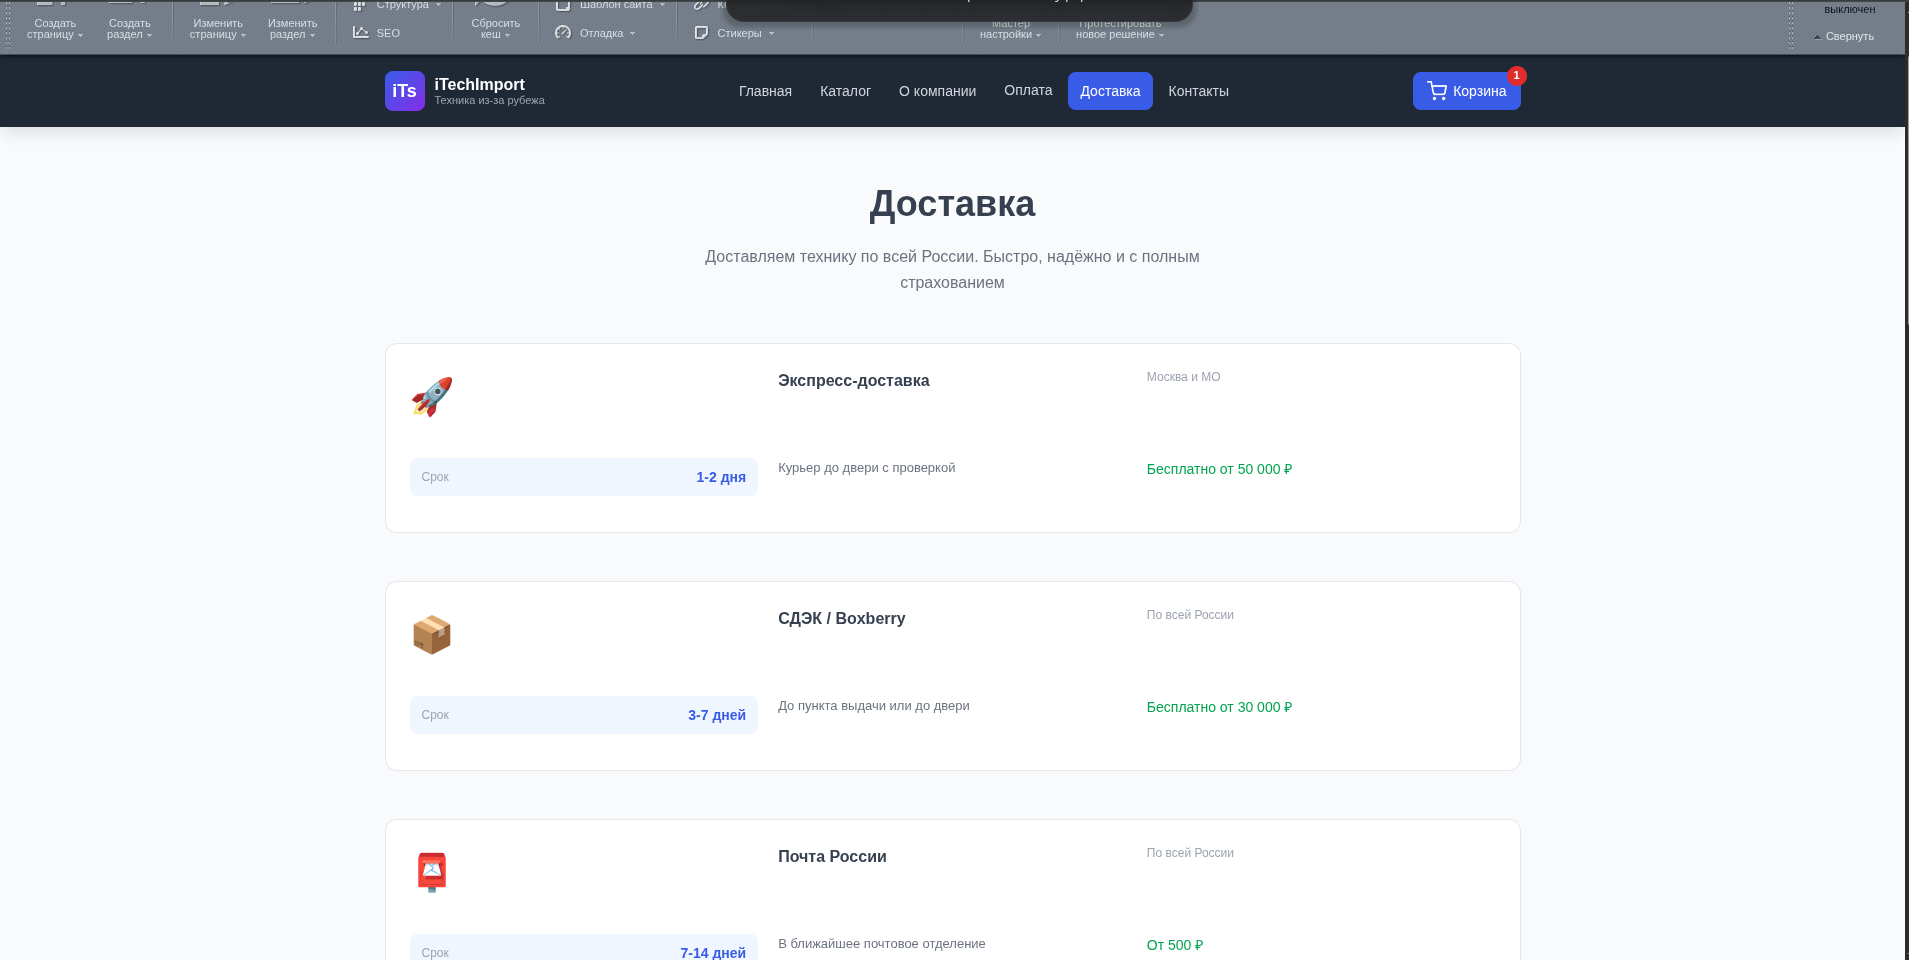 Структура
Шаблон сайта
Создать страницу
Создать раздел
Изменить страницу
Изменить раздел
SEO
Сбросить кеш
Отладка
Стикеры
Мастер настройки
Протестировать новое решение
выключен
Свернуть
iTs
iTechImport
Техника из-за рубежа
Главная
Каталог
О компании
Оплата
Доставка
Контакты
Корзина
1
Доставка
Доставляем технику по всей России. Быстро, надёжно и с полным
страхованием
Экспресс-доставка
Москва и МО
Срок
1-2 дня
Курьер до двери с проверкой
Бесплатно от 50 000 ₽
СДЭК / Boxberry
По всей России
Срок
3-7 дней
До пункта выдачи или до двери
Бесплатно от 30 000 ₽
Почта России
По всей России
Срок
7-14 дней
В ближайшее почтовое отделение
От 500 ₽